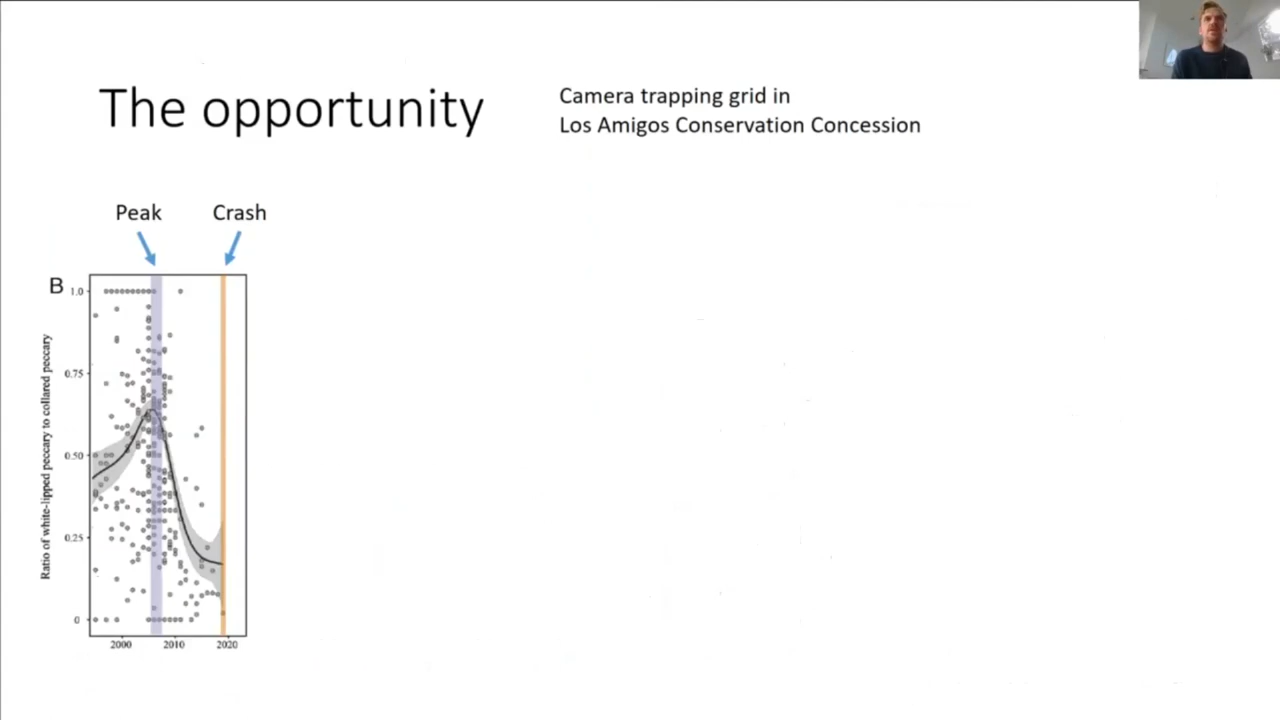 The opportunity
Camera trapping grid in
Los Amigos Conservation Concession
Peak
Crash
B
Ratio of white-lipped peccary to collared peccary
1.0
0.75
0.50
0.25
0
2000
2010
2020